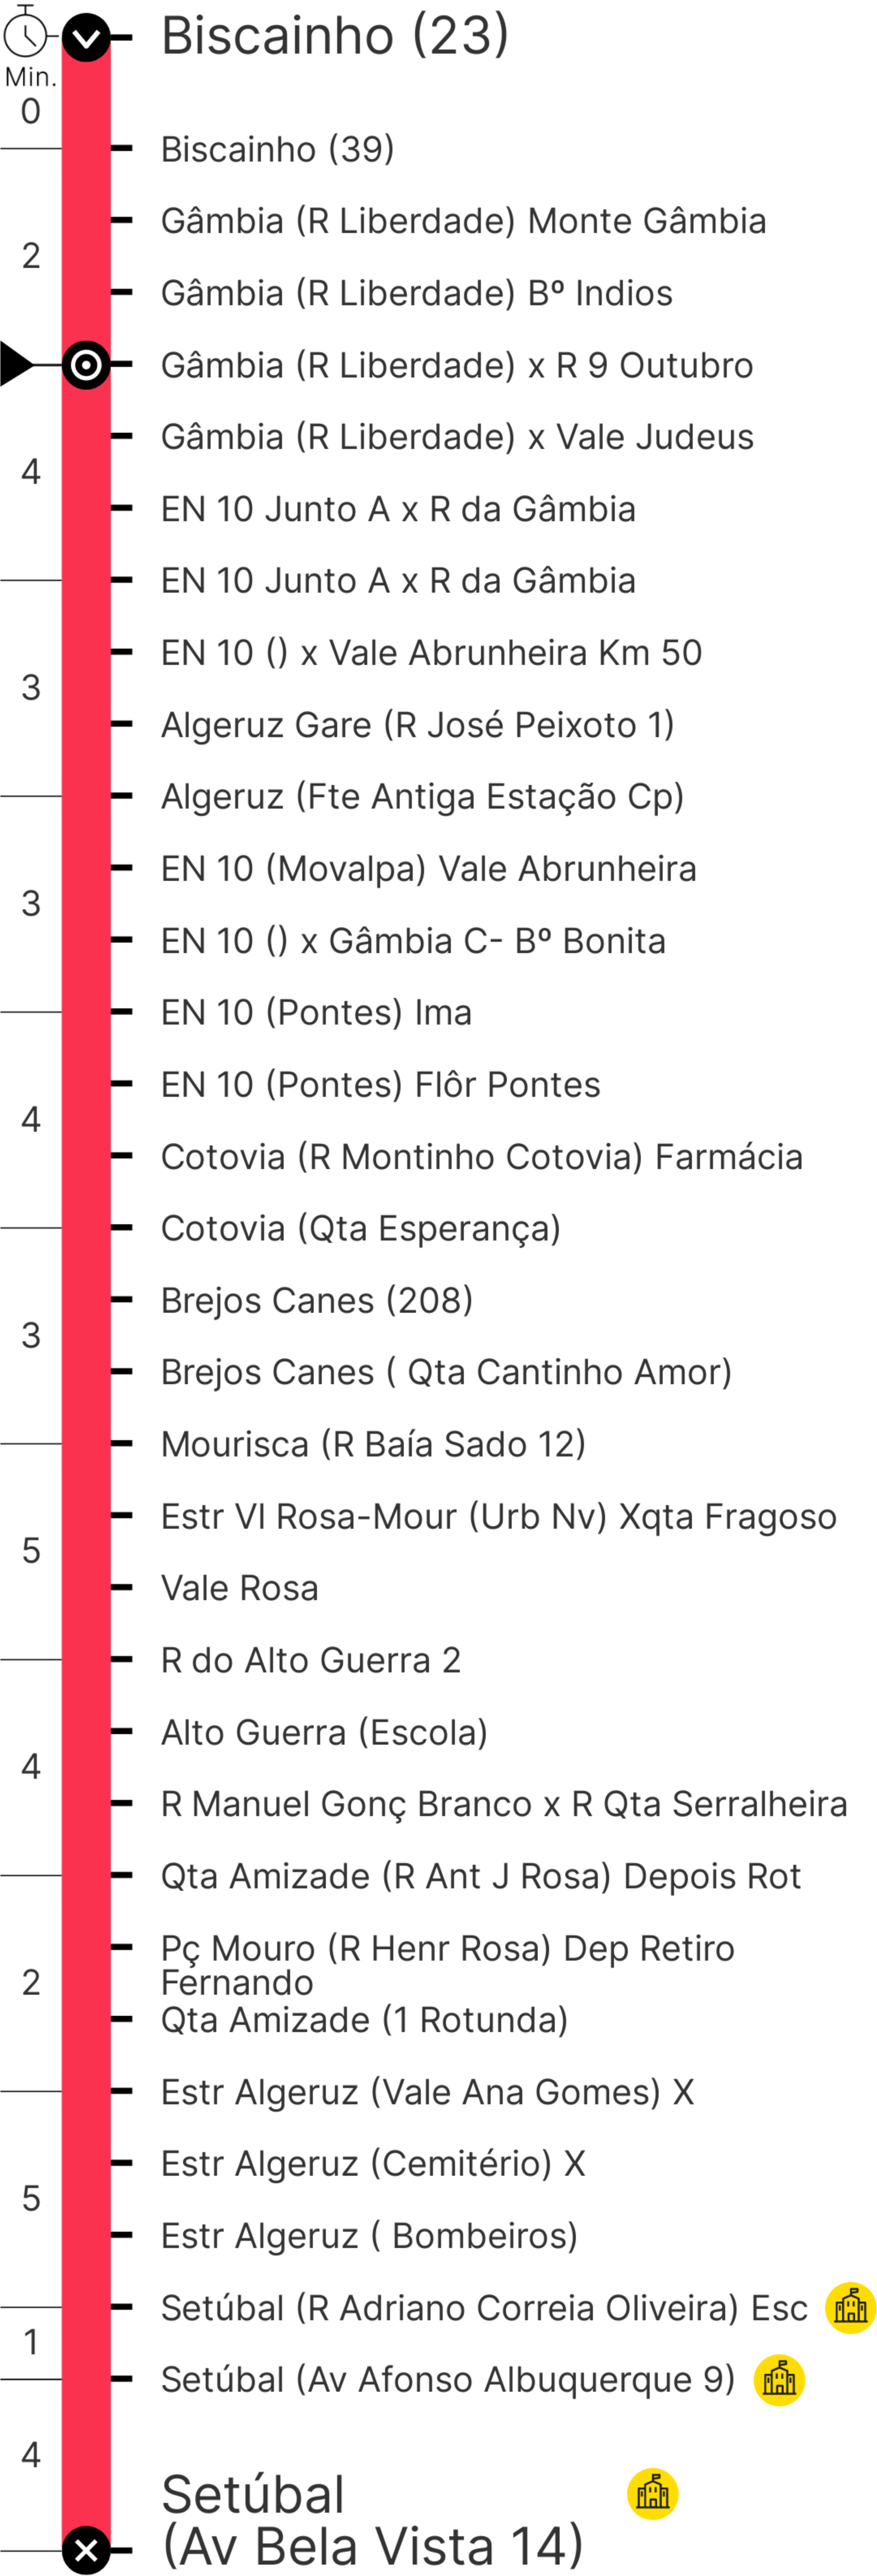 Biscainho (23)
Min.
0
Biscainho (39)
Gâmbia (R Liberdade) Monte Gâmbia
2
Gâmbia (R Liberdade) Bº Indios
Gâmbia (R Liberdade) x R 9 Outubro
Gâmbia (R Liberdade) x Vale Judeus
4
EN 10 Junto A x R da Gâmbia
EN 10 Junto A x R da Gâmbia
EN 10 () x Vale Abrunheira Km 50
3
Algeruz Gare (R José Peixoto 1)
Algeruz (Fte Antiga Estação Cp)
EN 10 (Movalpa) Vale Abrunheira
3
EN 10 () x Gâmbia C- Bº Bonita
EN 10 (Pontes) Ima
EN 10 (Pontes) Flôr Pontes
4
Cotovia (R Montinho Cotovia) Farmácia
Cotovia (Qta Esperança)
Brejos Canes (208)
3
Brejos Canes ( Qta Cantinho Amor)
Mourisca (R Baía Sado 12)
Estr Vl Rosa-Mour (Urb Nv) Xqta Fragoso
5
Vale Rosa
R do Alto Guerra 2
Alto Guerra (Escola)
4
R Manuel Gonç Branco x R Qta Serralheira
Qta Amizade (R Ant J Rosa) Depois Rot
Pç Mouro (R Henr Rosa) Dep Retiro
Fernando
2
Qta Amizade (1 Rotunda)
Estr Algeruz (Vale Ana Gomes) X
Estr Algeruz (Cemitério) X
5
Estr Algeruz ( Bombeiros)
Setúbal (R Adriano Correia Oliveira) Esc
1
Setúbal (Av Afonso Albuquerque 9)
4
Setúbal
(Av Bela Vista 14)